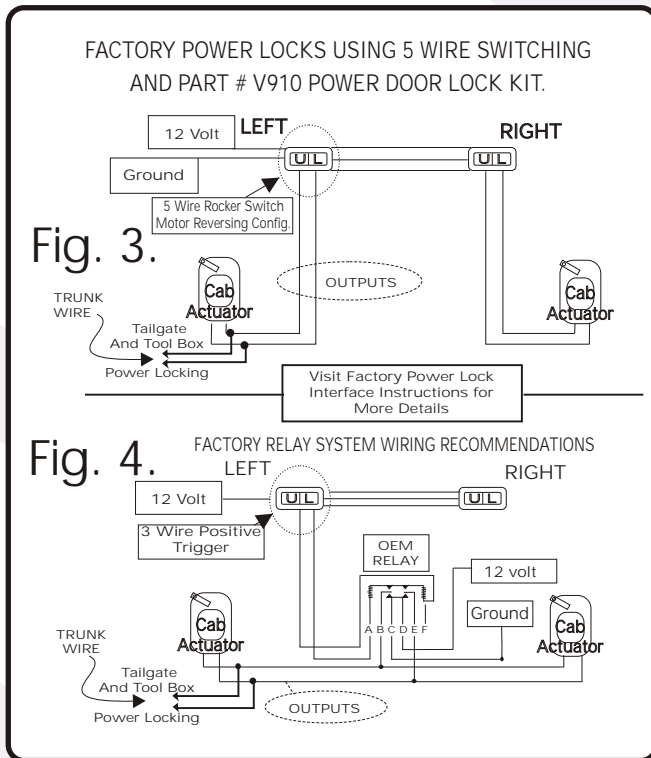 FACTORY POWER LOCKS USING 5 WIRE SWITCHING
AND PART # V910 POWER DOOR LOCK KIT.
12 Volt
LEFT
RIGHT
Ground
U L
U L
5 Wire Rocker Switch
Motor Reversing Config.
Fig. 3.
Cab
Actuator
OUTPUTS
Cab
Actuator
TRUNK
WIRE
Tailgate
And Tool Box
Power Locking
Visit Factory Power Lock
Interface Instructions for
More Details
Fig. 4.
FACTORY RELAY SYSTEM WIRING RECOMMENDATIONS
LEFT
RIGHT
12 Volt
U L
U L
3 Wire Positive
Trigger
OEM
RELAY
12 volt
Ground
A B C D E F
Cab
Actuator
Cab
Actuator
TRUNK
WIRE
Tailgate
And Tool Box
Power Locking
OUTPUTS